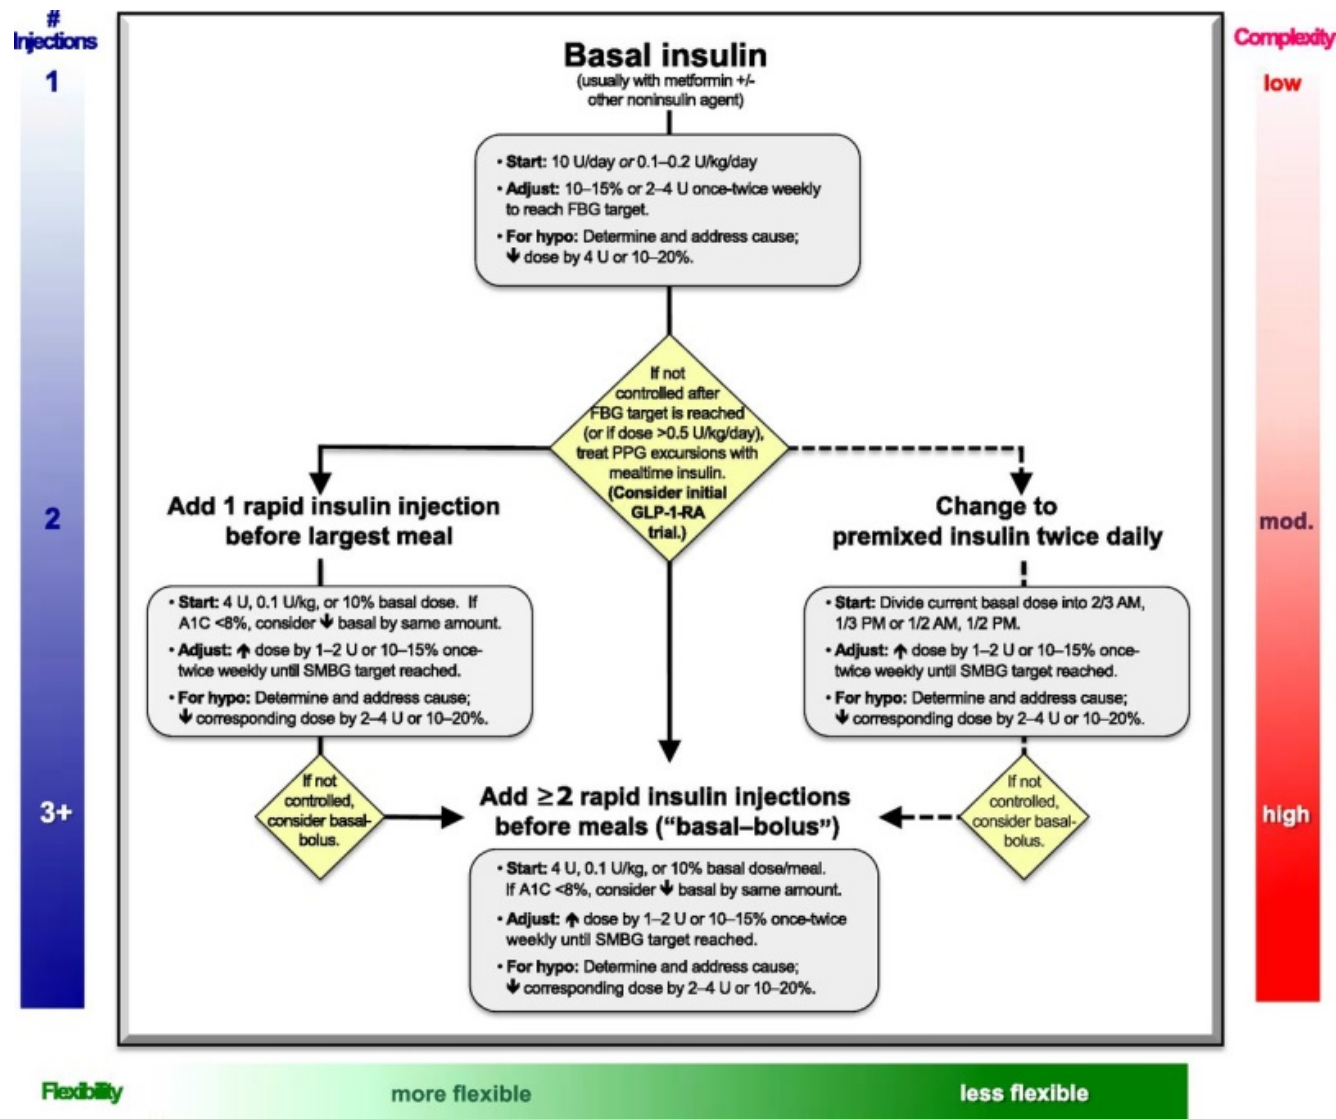 #
Injections
1
2
3+
Complexity
low
mod.
high
Basal insulin
(usually with metformin +/-
other noninsulin agent)
• Start: 10 U/day or 0.1–0.2 U/kg/day
• Adjust: 10–15% or 2–4 U once-twice weekly
to reach FBG target.
• For hypo: Determine and address cause;
↓ dose by 4 U or 10–20%.
If not
controlled after
FBG target is reached
(or if dose >0.5 U/kg/day),
treat PPG excursions with
mealtime insulin.
(Consider initial
GLP-1-RA
trial.)
Add 1 rapid insulin injection
before largest meal
• Start: 4 U, 0.1 U/kg, or 10% basal dose. If
A1C <8%, consider ↓ basal by same amount.
• Adjust: ↑ dose by 1–2 U or 10–15% once-
twice weekly until SMBG target reached.
• For hypo: Determine and address cause;
↓ corresponding dose by 2–4 U or 10–20%.
If not
controlled,
consider basal-
bolus.
Change to
premixed insulin twice daily
• Start: Divide current basal dose into 2/3 AM,
1/3 PM or 1/2 AM, 1/2 PM.
• Adjust: ↑ dose by 1–2 U or 10–15% once-
twice weekly until SMBG target reached.
• For hypo: Determine and address cause;
↓ corresponding dose by 2–4 U or 10–20%.
If not
controlled,
consider basal-
bolus.
Add ≥2 rapid insulin injections
before meals (“basal–bolus”)
• Start: 4 U, 0.1 U/kg, or 10% basal dose/meal.
If A1C <8%, consider ↓ basal by same amount.
• Adjust: ↑ dose by 1–2 U or 10–15% once-twice
weekly until SMBG target reached.
• For hypo: Determine and address cause;
↓ corresponding dose by 2–4 U or 10–20%.
Flexibility
more flexible
less flexible